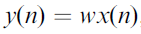 y(n) = wx(n)